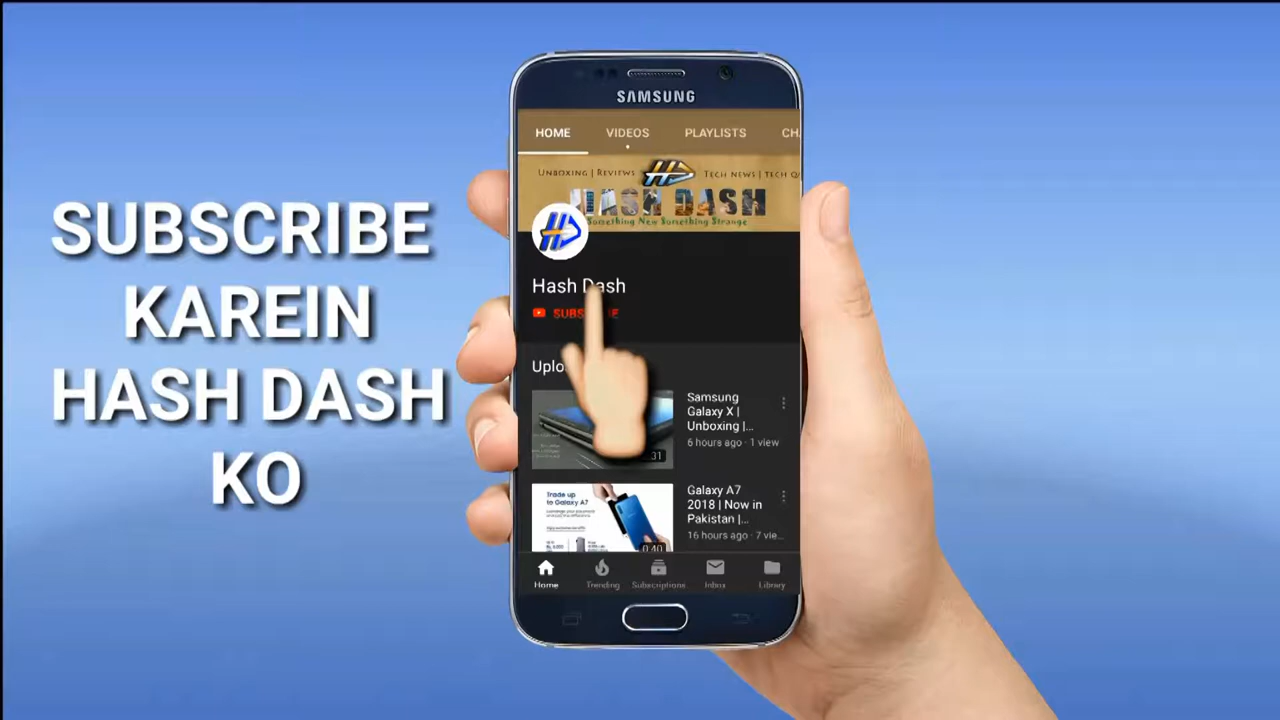 SUBSCRIBE
KAREIN
HASH DASH
KO
SAMSUNG
HOME VIDEOS PLAYLISTS CH
UNBOXING | REVIEWS TECH NEWS | TECH
HASH DASH
Something New Something Strange
Hash Dash
Samsung
Galaxy X |
Unboxing |...
6 hours ago · 1 view
31
Trade up
to Galaxy A7
Galaxy A7
2018 | Now in
Pakistan |...
16 hours ago · 7 vie...
0:40
Home Trending Subscriptions Inbox Library